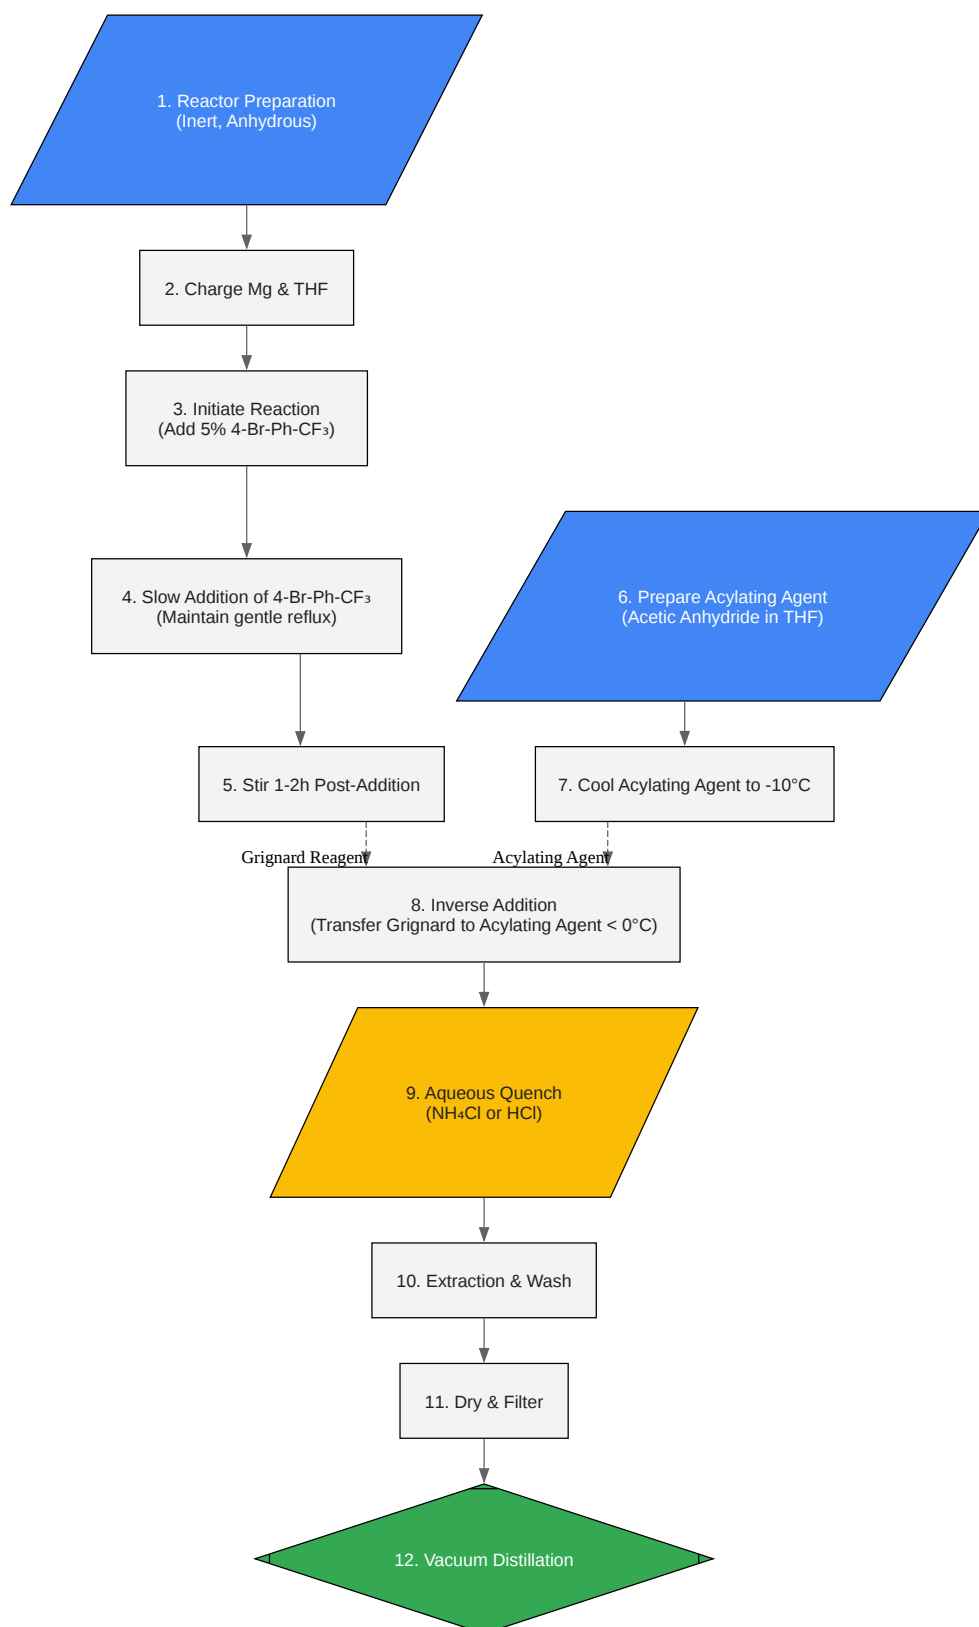 1. Reactor Preparation
(Inert, Anhydrous)
2. Charge Mg & THF
3. Initiate Reaction
(Add 5% 4-Br-Ph-CF₃)
4. Slow Addition of 4-Br-Ph-CF₃
(Maintain gentle reflux)
6. Prepare Acylating Agent
(Acetic Anhydride in THF)
5. Stir 1-2h Post-Addition
7. Cool Acylating Agent to -10°C
Grignard Reagent
Acylating Agent
8. Inverse Addition
(Transfer Grignard to Acylating Agent < 0°C)
9. Aqueous Quench
(NH₄Cl or HCl)
10. Extraction & Wash
11. Dry & Filter
12. Vacuum Distillation